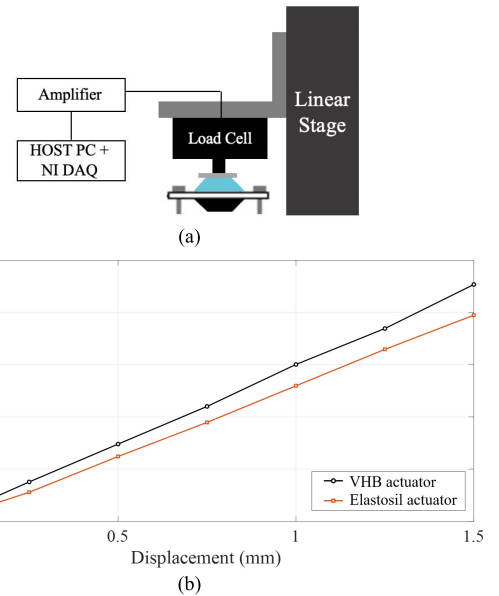 Amplifier
HOST PC +
NI DAQ
Load Cell
Linear
Stage
(a)
VHB actuator
Elastosil actuator
0.5
1
1.5
Displacement (mm)
(b)